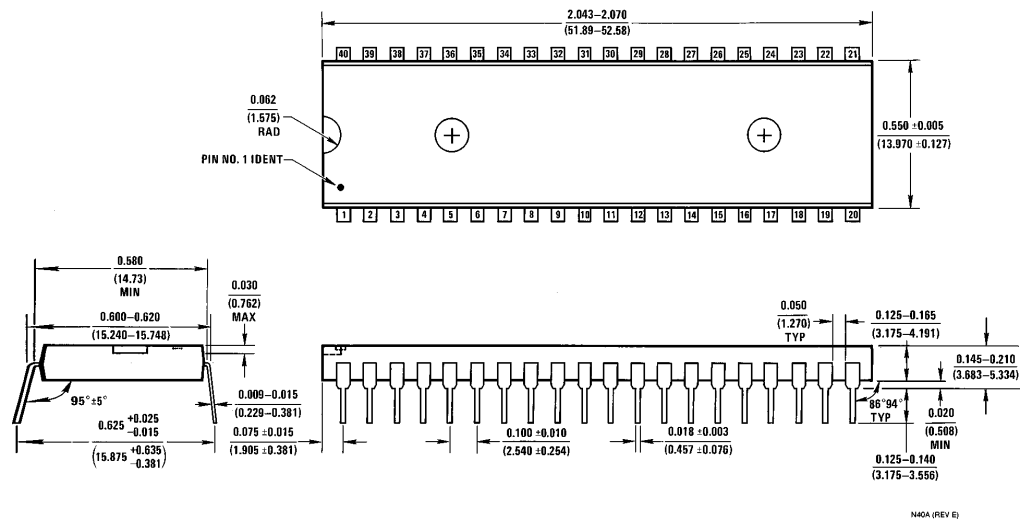 2.043–2.070
(51.89–52.58)
40 39 38 37 36 35 34 33 32 31 30 29 28 27 26 25 24 23 22 21
0.062
(1.575)
RAD
0.550 ±0.005
(13.970 ±0.127)
PIN NO. 1 IDENT
1 2 3 4 5 6 7 8 9 10 11 12 13 14 15 16 17 18 19 20
0.580
(14.73)
MIN
0.030
(0.762)
MAX
0.600–0.620
(15.240–15.748)
0.050
(1.270)
TYP
0.125–0.165
(3.175–4.191)
0.145–0.210
(3.683–5.334)
95°±5°
0.009–0.015
(0.229–0.381)
86°94°
TYP
0.020
(0.508)
MIN
0.625 +0.025 -0.015
(15.875 +0.635 -0.381)
0.075 ±0.015
(1.905 ±0.381)
0.100 ±0.010
(2.540 ±0.254)
0.018 ±0.003
(0.457 ±0.076)
0.125–0.140
(3.175–3.556)
N40A (REV E)